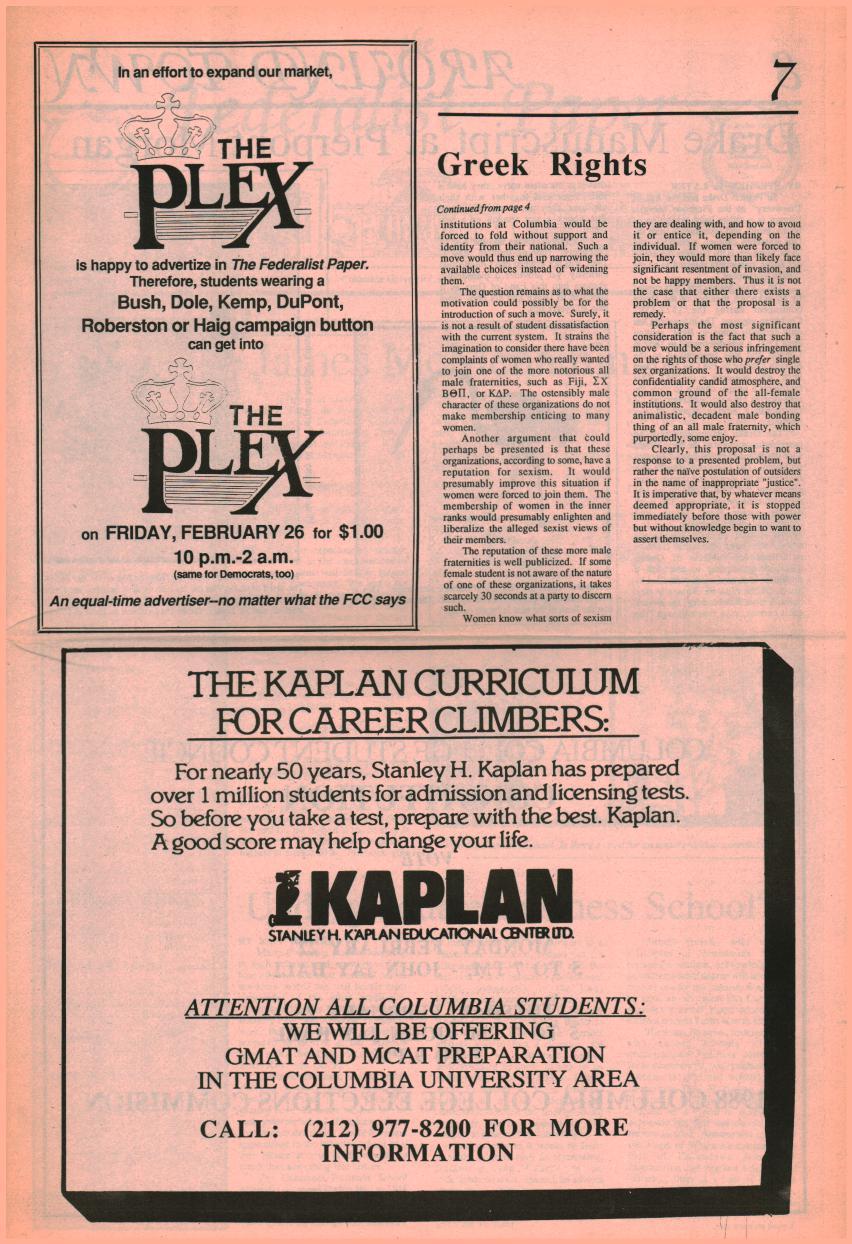 In an effort to expand our market,
THE
PLEX
is happy to advertize in The Federalist Paper.
Therefore, students wearing a
Bush, Dole, Kemp, DuPont,
Roberston or Haig campaign button
can get into
THE
PLEX
on FRIDAY, FEBRUARY 26 for $1.00
10 p.m.-2 a.m.
(same for Democrats, too)
An equal-time advertiser--no matter what the FCC says
7
Greek Rights
Continued from page 4
institutions at Columbia would be
forced to fold without support and
identity from their national. Such a
move would thus end up narrowing the
available choices instead of widening
them.
The question remains as to what the
motivation could possibly be for the
introduction of such a move. Surely, it
is not a result of student dissatisfaction
with the current system. It strains the
imagination to consider there have been
complaints of women who really wanted
to join one of the more notorious all
male fraternities, such as Fiji, ΣΧ
ΒΘΠ, or ΚΔΡ. The ostensibly male
character of these organizations do not
make membership enticing to many
women.
Another argument that could
perhaps be presented is that these
organizations, according to some, have a
reputation for sexism. It would
presumably improve this situation if
women were forced to join them. The
membership of women in the inner
ranks would presumably enlighten and
liberalize the alleged sexist views of
their members.
The reputation of these more male
fraternities is well publicized. If some
female student is not aware of the nature
of one of these organizations, it takes
scarcely 30 seconds at a party to discern
such.
Women know what sorts of sexism
they are dealing with, and how to avoid
it or entice it, depending on the
individual. If women were forced to
join, they would more than likely face
significant resentment of invasion, and
not be happy members. Thus it is not
the case that either there exists a
problem or that the proposal is a
remedy.
Perhaps the most significant
consideration is the fact that such a
move would be a serious infringement
on the rights of those who prefer single
sex organizations. It would destroy the
confidentiality candid atmosphere, and
common ground of the all-female
institutions. It would also destroy that
animalistic, decadent male bonding
thing of an all male fraternity, which
purportedly, some enjoy.
Clearly, this proposal is not a
response to a presented problem, but
rather the naïve postulation of outsiders
in the name of inappropriate "justice".
It is imperative that, by whatever means
deemed appropriate, it is stopped
immediately before those with power
but without knowledge begin to want to
assert themselves.
THE KAPLAN CURRICULUM
FOR CAREER CLIMBERS:
For nearly 50 years, Stanley H. Kaplan has prepared
over 1 million students for admission and licensing tests.
So before you take a test, prepare with the best. Kaplan.
A good score may help change your life.
KAPLAN
STANLEY H. KAPLAN EDUCATIONAL CENTER LTD.
ATTENTION ALL COLUMBIA STUDENTS:
WE WILL BE OFFERING
GMAT AND MCAT PREPARATION
IN THE COLUMBIA UNIVERSITY AREA
CALL: (212) 977-8200 FOR MORE
INFORMATION